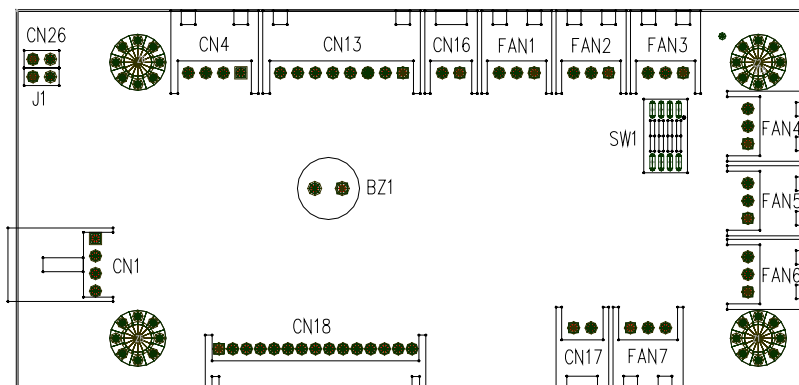 CN26
CN4
CN13
CN16
FAN1
FAN2
FAN3
J1
FAN4
SW1
BZ1
FAN5
CN1
FAN6
CN18
CN17
FAN7